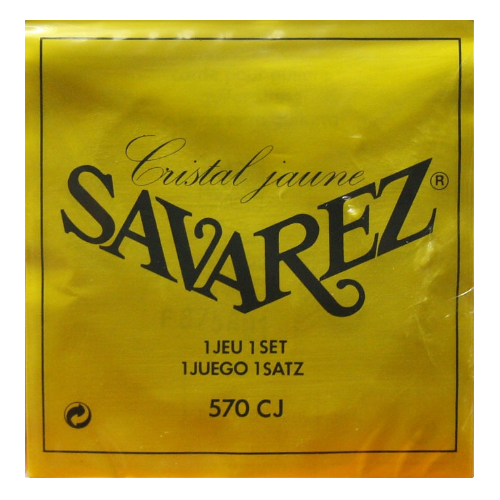 Cristal jaune
SAVAREZ®
1 JEU 1 SET
1 JUEGO 1 SATZ
570 CJ